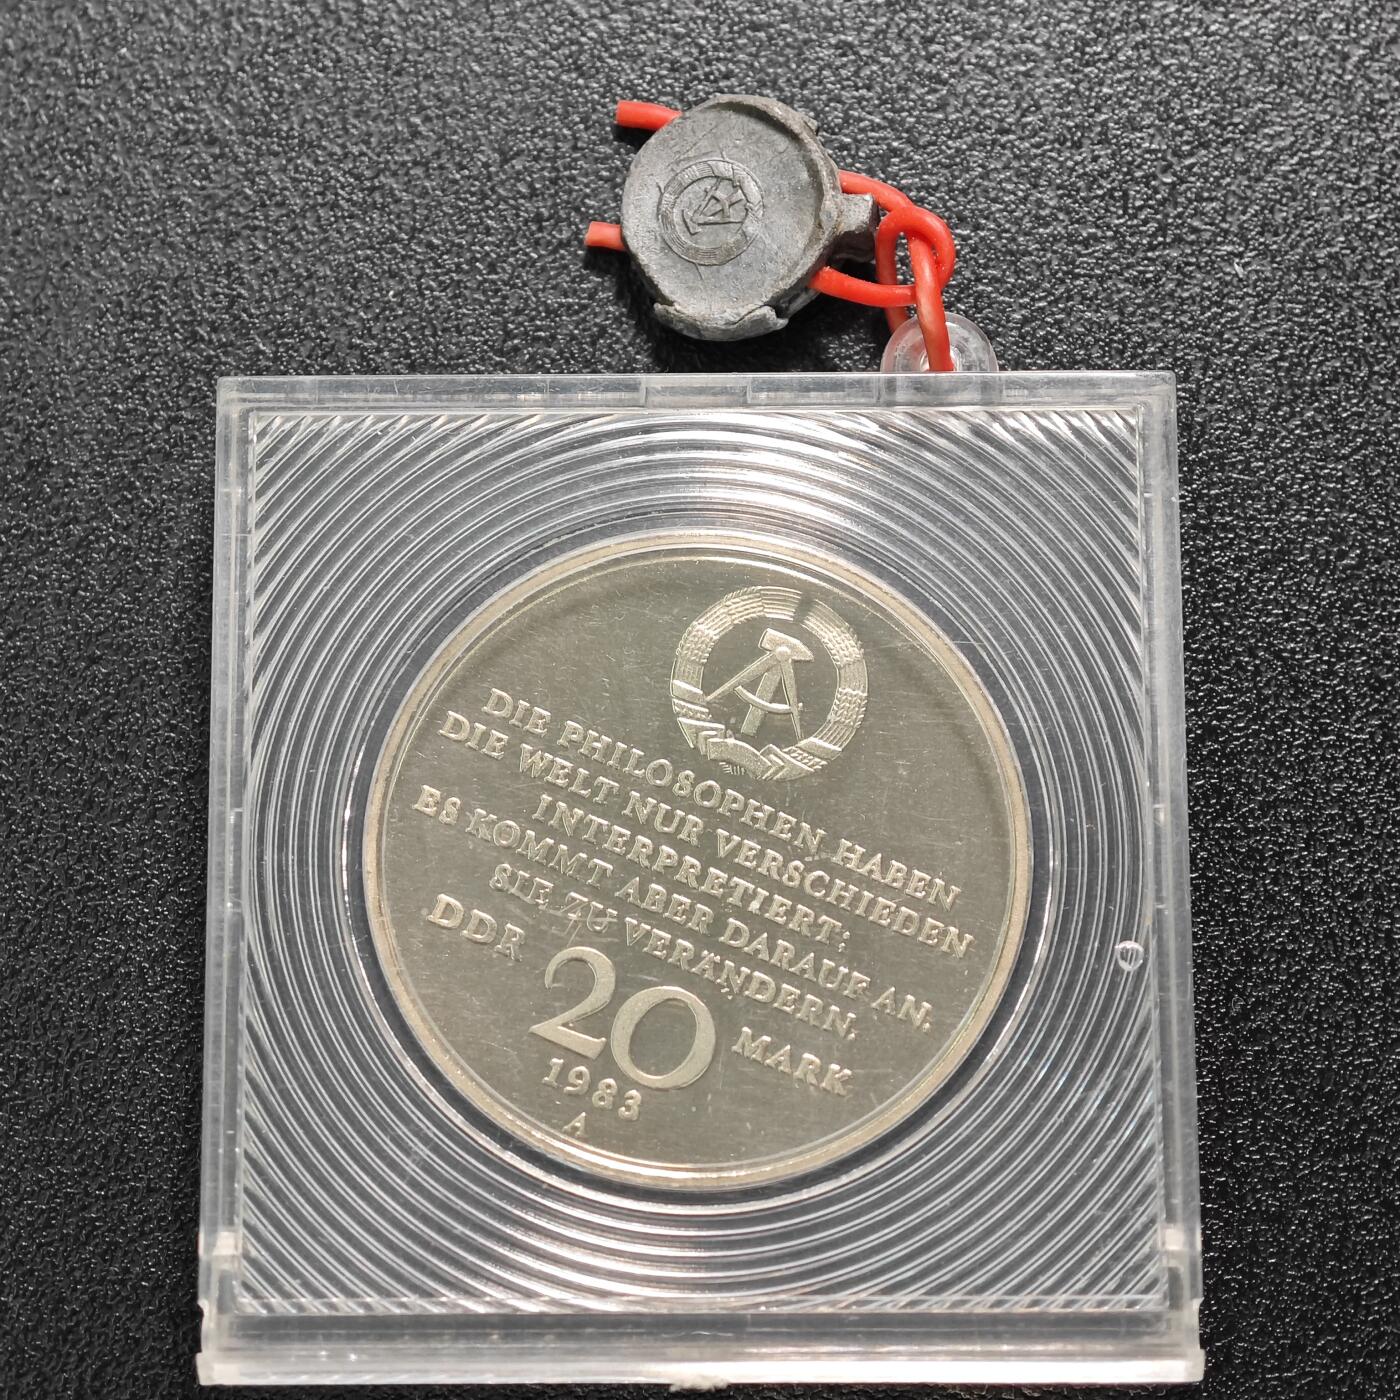 DIE PHILOSOPHEN HABEN
DIE WELT NUR VERSCHIEDEN
INTERPRETIERT;
ES KOMMT ABER DARAUF AN,
SIE ZU VERÄNDERN.
DDR 20 MARK
1983
A